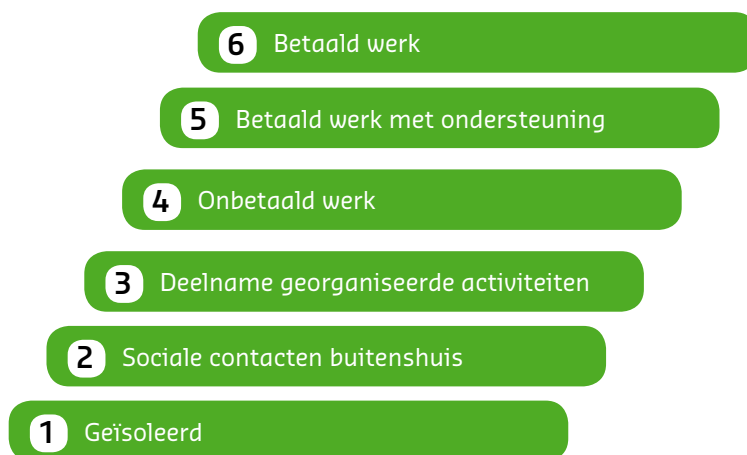 6 Betaald werk
5 Betaald werk met ondersteuning
4 Onbetaald werk
3 Deelname georganiseerde activiteiten
2 Sociale contacten buitenshuis
1 Geïsoleerd